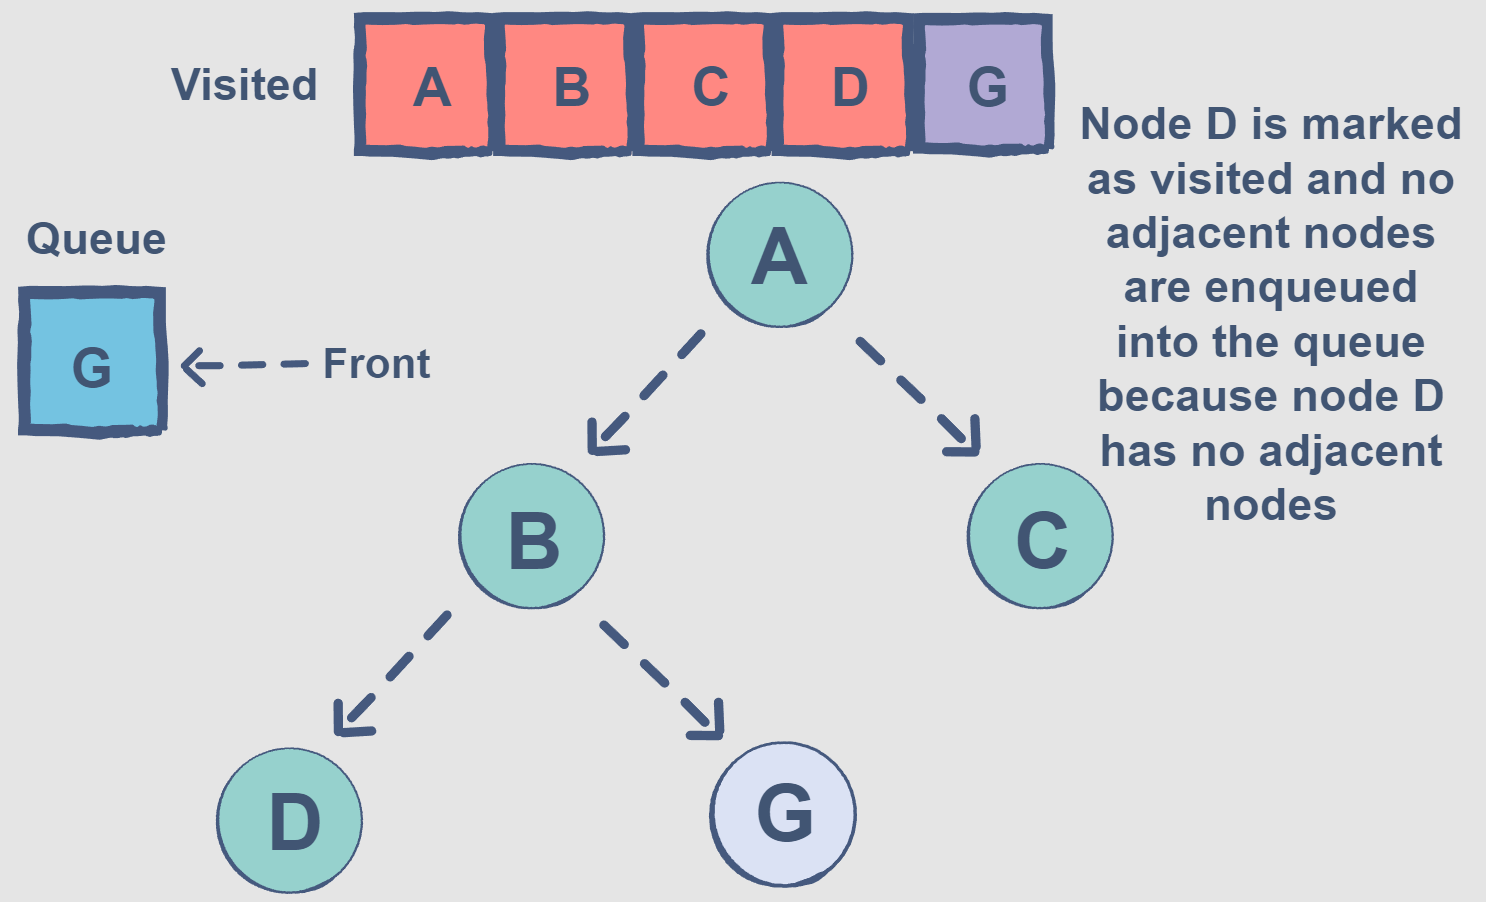 Visited
A B C D G
Node D is marked
as visited and no
adjacent nodes
are enqueued
into the queue
because node D
has no adjacent
nodes
Queue
G
Front
A
B
C
D
G